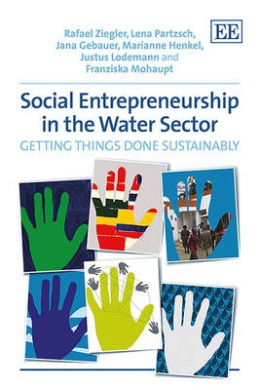 Rafael Ziegler, Lena Partzsch,
Jana Gebauer, Marianne Henkel,
Justus Lodemann and
Franziska Mohaupt
EE
Social Entrepreneurship
in the Water Sector
GETTING THINGS DONE SUSTAINABLY